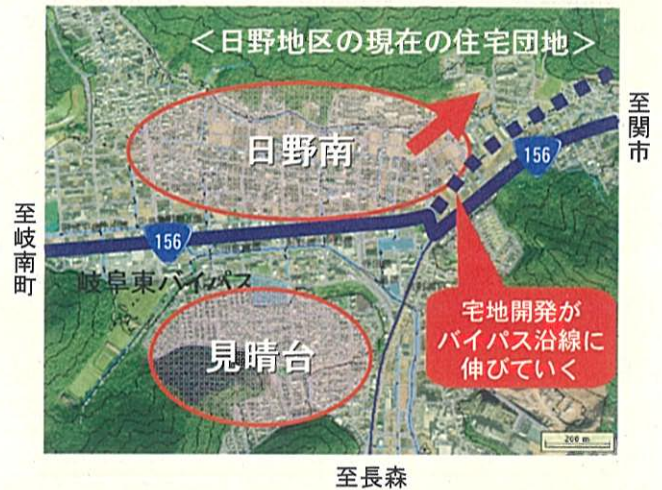 <日野地区の現在の住宅団地>
至関市
日野南
156
156
至岐南町
岐阜東バイパス
宅地開発が
バイパス沿線に
伸びていく
見晴台
200 m
至長森